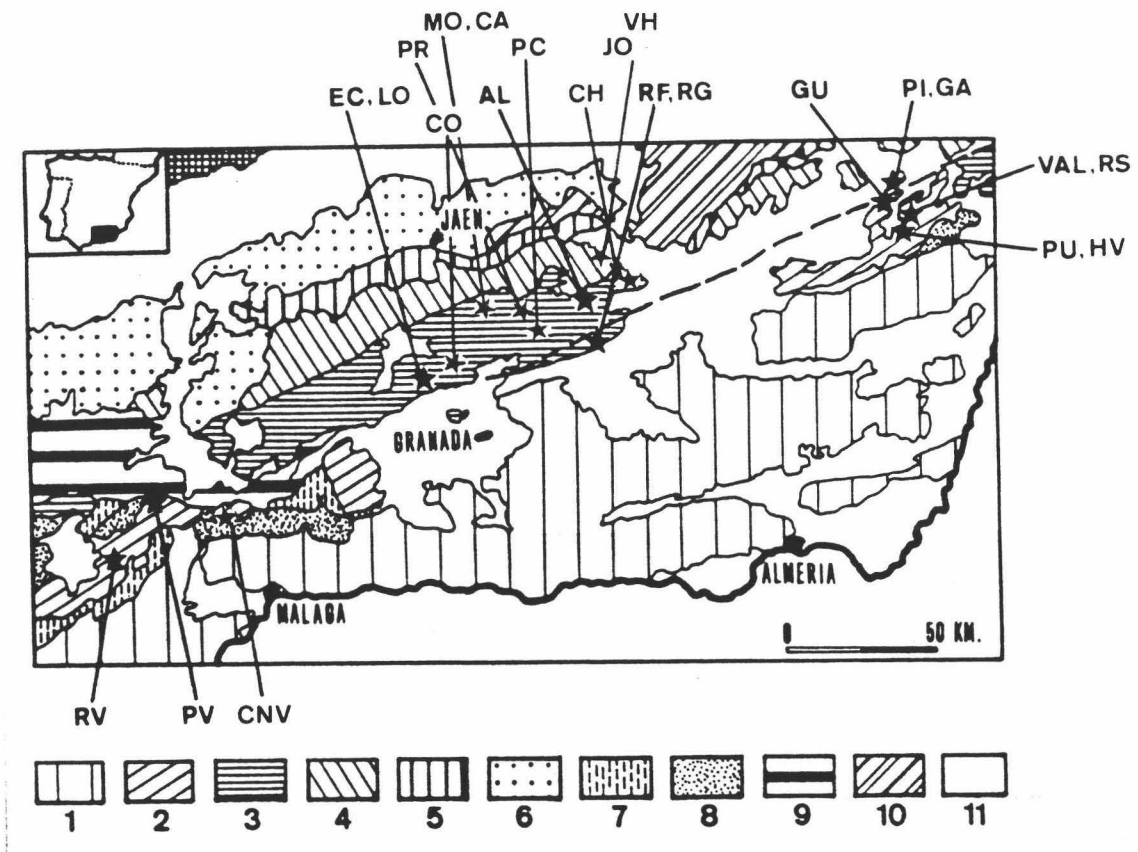 MO,CA VH
PR PC JO
EC,LO AL CH RF,RG GU PI,GA
CO
VAL,RS
JAEN
PU,HV
GRANADA
ALMERIA
MALAGA
0 50 KM.
RV PV CNV
1 2 3 4 5 6 7 8 9 10 11